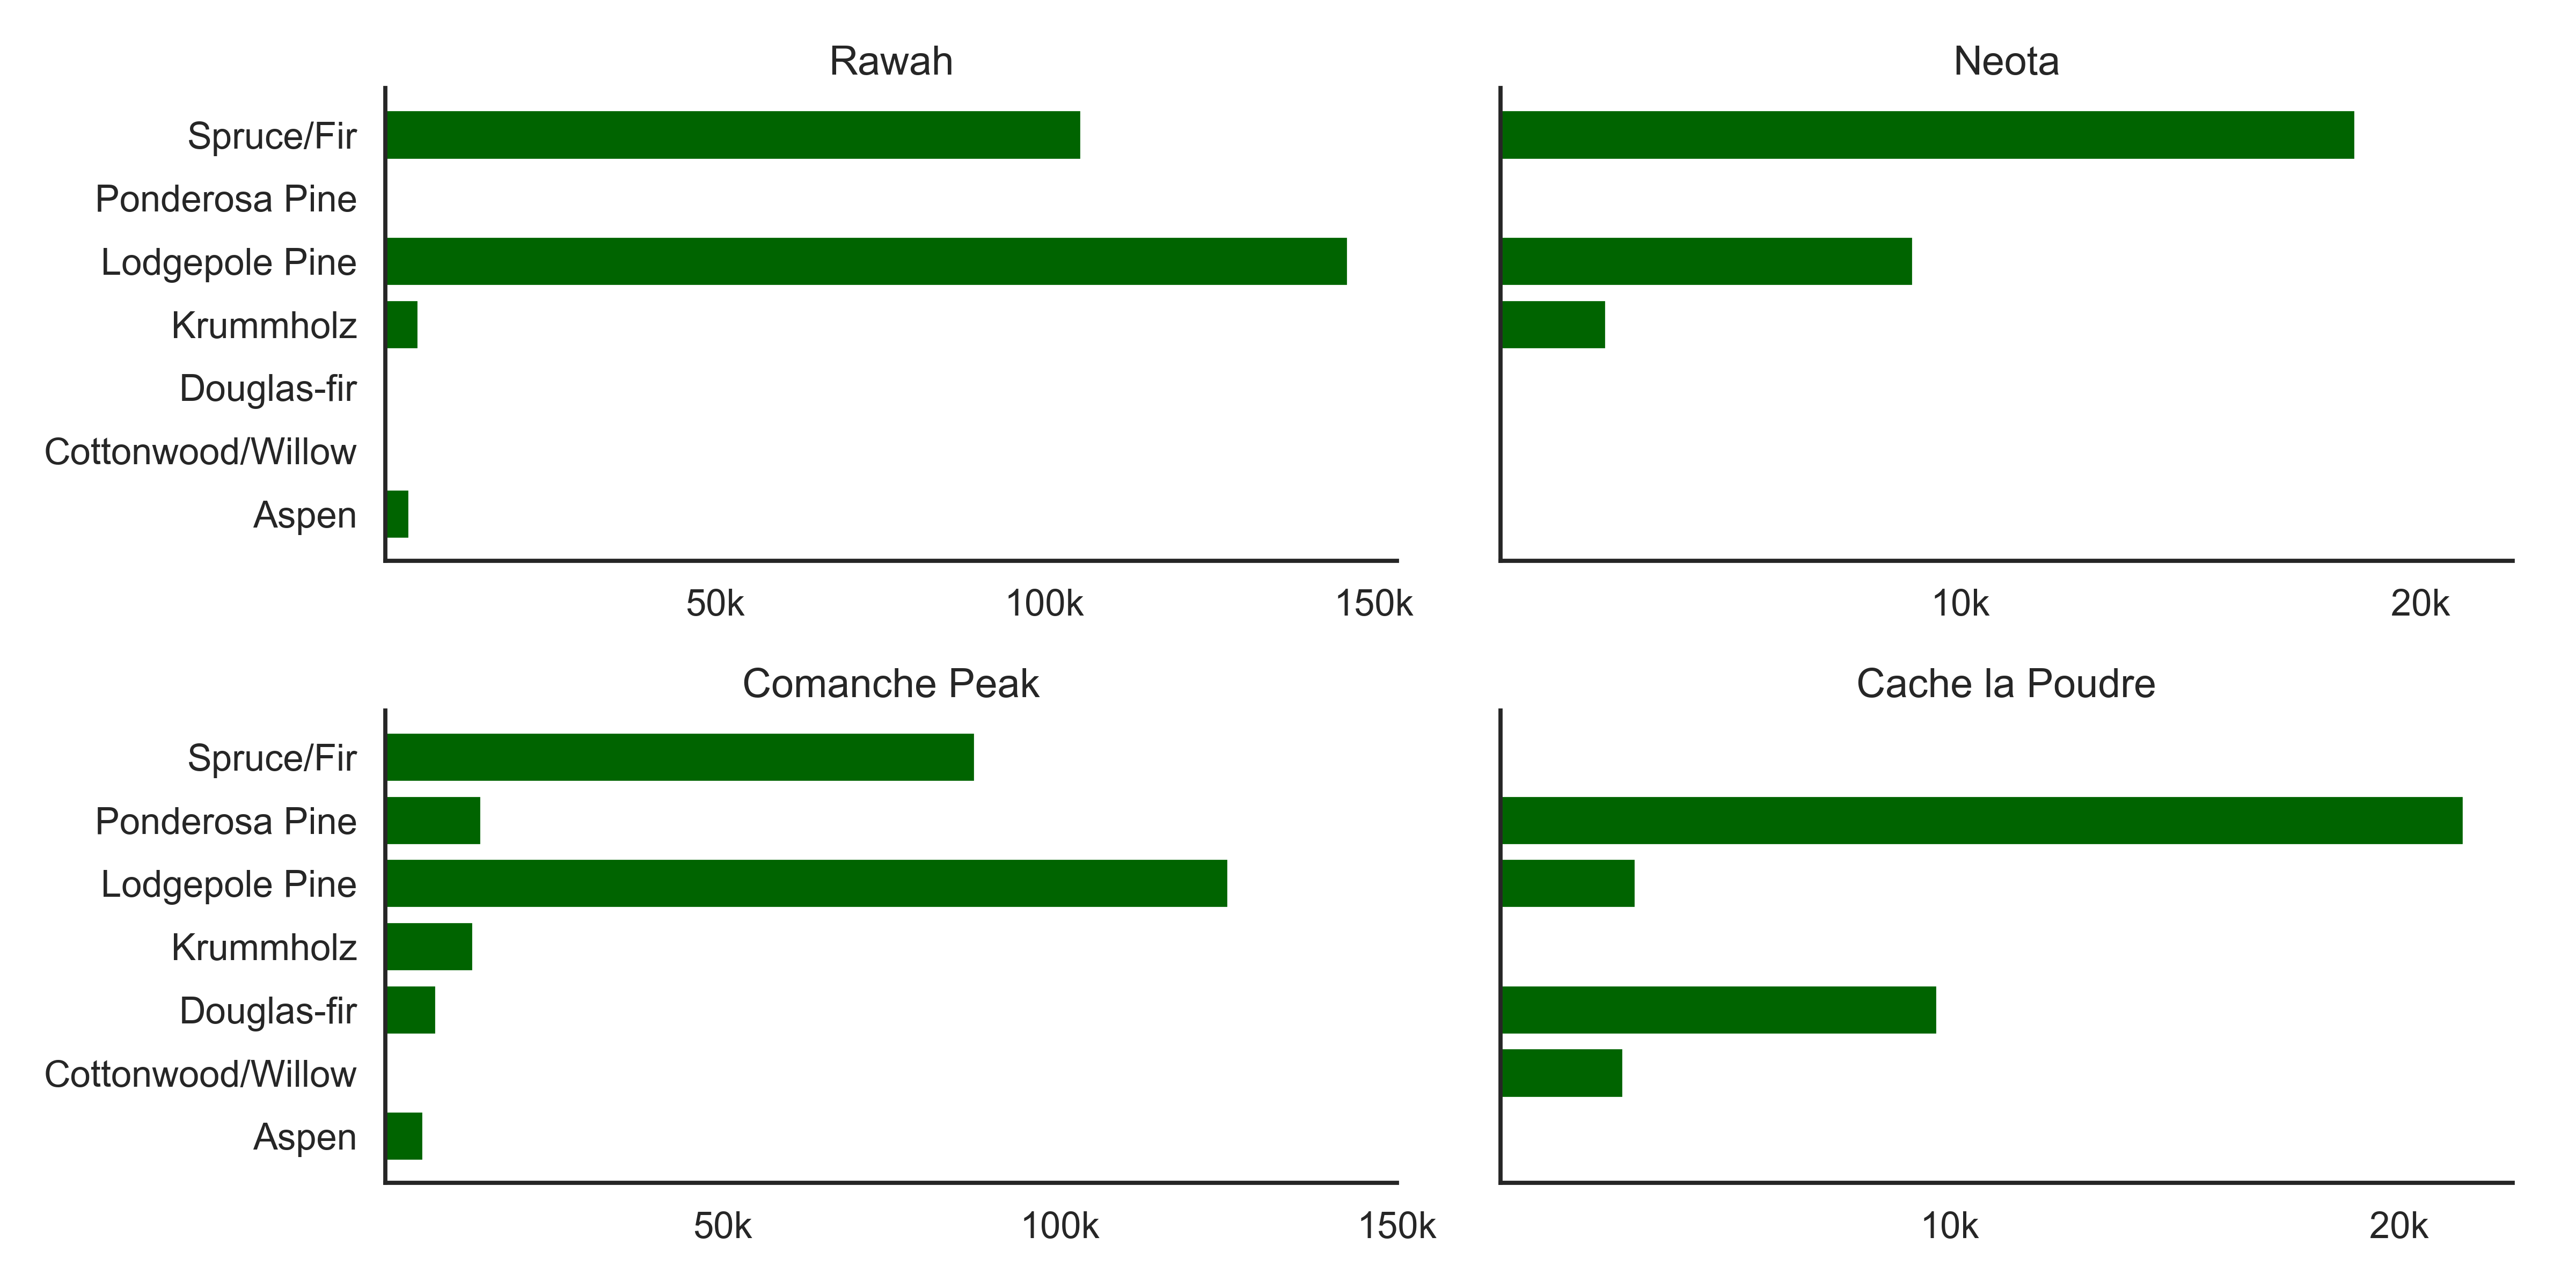 Rawah
Spruce/Fir
Ponderosa Pine
Lodgepole Pine
Krummholz
Douglas-fir
Cottonwood/Willow
Aspen
50k 100k 150k
Neota
10k 20k
Comanche Peak
Spruce/Fir
Ponderosa Pine
Lodgepole Pine
Krummholz
Douglas-fir
Cottonwood/Willow
Aspen
50k 100k 150k
Cache la Poudre
10k 20k